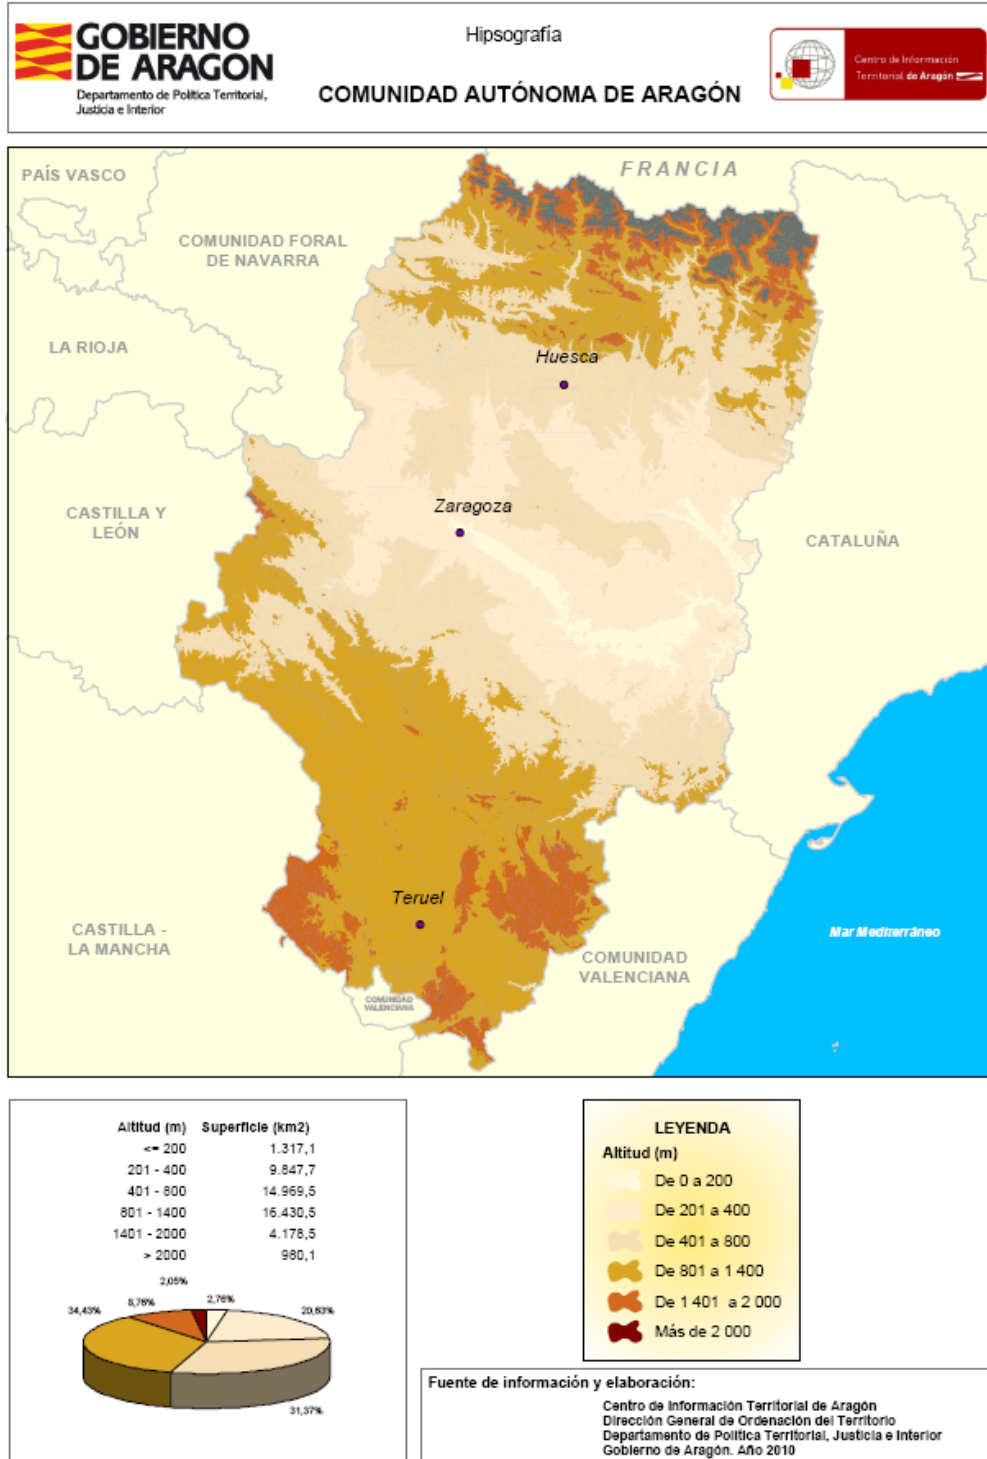 GOBIERNO
DE ARAGON
Departamento de Política Territorial,
Justicia e Interior
Hipsografía
COMUNIDAD AUTÓNOMA DE ARAGÓN
Centro de Información
Territorial de Aragón
PAÍS VASCO
FRANCIA
COMUNIDAD FORAL
DE NAVARRA
LA RIOJA
Huesca
Zaragoza
CASTILLA Y
LEÓN
CATALUÑA
Teruel
CASTILLA -
LA MANCHA
Mar Mediterráneo
COMUNIDAD
VALENCIANA
COMUNIDAD
VALENCIANA
Altitud (m) Superficie (km2)
<= 200 1.317,1
201 - 400 9.847,7
401 - 800 14.969,5
801 - 1400 16.430,5
1401 - 2000 4.178,5
> 2000 980,1
2,05%
34,43% 8,76% 2,76% 20,63%
31,37%
LEYENDA
Altitud (m)
De 0 a 200
De 201 a 400
De 401 a 800
De 801 a 1 400
De 1 401 a 2 000
Más de 2 000
Fuente de información y elaboración:
Centro de Información Territorial de Aragón
Dirección General de Ordenación del Territorio
Departamento de Política Territorial, Justicia e Interior
Gobierno de Aragón. Año 2010